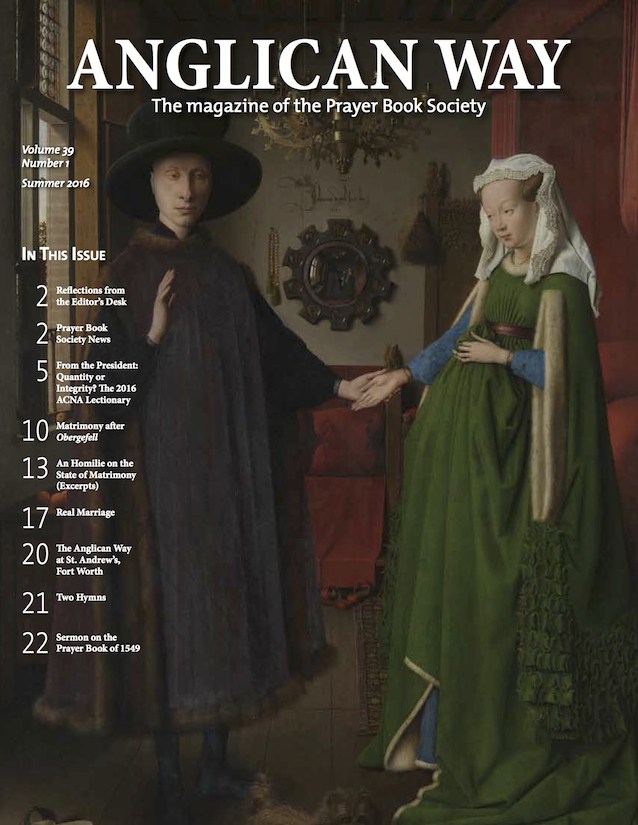 ANGLICAN WAY
The magazine of the Prayer Book Society
Volume 39
Number 1
Summer 2016
IN THIS ISSUE
2 Reflections from
the Editor's Desk
2 Prayer Book
Society News
5 From the President:
Quantity or
Integrity? The 2016
ACNA Lectionary
10 Matrimony after
Obergefell
13 An Homilie on the
State of Matrimony
(Excerpts)
17 Real Marriage
20 The Anglican Way
at St. Andrew's,
Fort Worth
21 Two Hymns
22 Sermon on the
Prayer Book of 1549